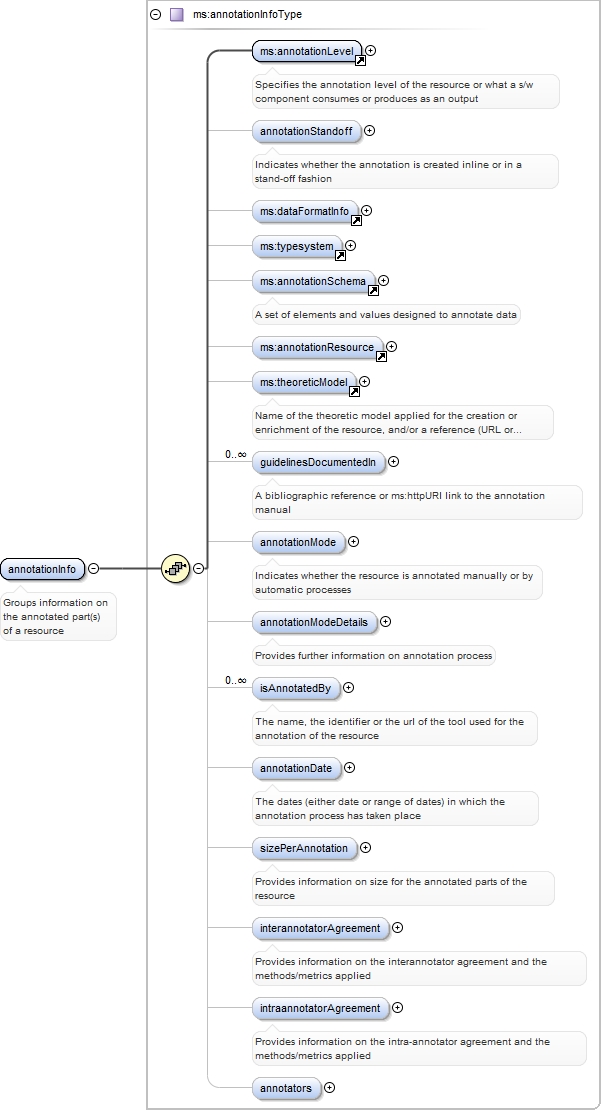 ms:annotationInfoType
ms:annotationLevel
Specifies the annotation level of the resource or what a s/w
component consumes or produces as an output
annotationStandoff
Indicates whether the annotation is created inline or in a
stand-off fashion
ms:dataFormatInfo
ms:typesystem
ms:annotationSchema
A set of elements and values designed to annotate data
ms:annotationResource
ms:theoreticModel
Name of the theoretic model applied for the creation or
enrichment of the resource, and/or a reference (URL or...
0..∞
guidelinesDocumentedIn
A bibliographic reference or ms:httpURI link to the annotation
manual
annotationMode
Indicates whether the resource is annotated manually or by
automatic processes
annotationInfo
Groups information on
the annotated part(s)
of a resource
annotationModeDetails
Provides further information on annotation process
0..∞
isAnnotatedBy
The name, the identifier or the url of the tool used for the
annotation of the resource
annotationDate
The dates (either date or range of dates) in which the
annotation process has taken place
sizePerAnnotation
Provides information on size for the annotated parts of the
resource
interannotatorAgreement
Provides information on the interannotator agreement and the
methods/metrics applied
intraannotatorAgreement
Provides information on the intra-annotator agreement and the
methods/metrics applied
annotators